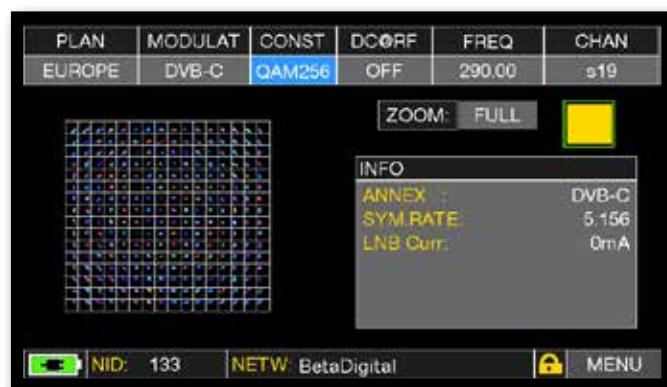 PLAN MODULAT CONST DC@RF FREQ CHAN
EUROPE DVB-C QAM256 OFF 290.00 s19
ZOOM: FULL
INFO
ANNEX : DVB-C
SYM.RATE: 5.156
LNB Curr: 0mA
NID: 133 NETW: BetaDigital MENU